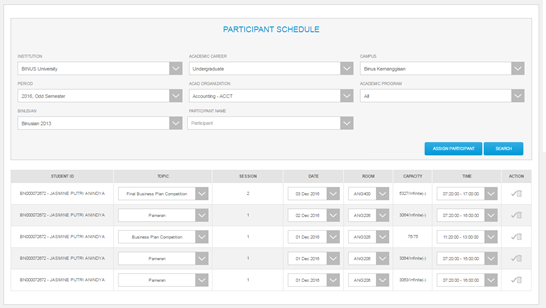 PARTICIPANT SCHEDULE
INSTITUTION ACADEMIC CAREER CAMPUS
BINUS University Undergraduate Binus Kemanggisan
PERIOD ACAD ORGANIZATION ACADEMIC PROGRAM
2016, Odd Semester Accounting - ACCT All
BINUSIAN PARTICIPANT NAME
Binusian 2013 Participant
ASSIGN PARTICIPANT SEARCH
STUDENT ID TOPIC SESSION DATE ROOM CAPACITY TIME ACTION
BN000072672 - JASMINE PUTRI ANINDYA Final Business Plan Competition 2 03 Dec 2016 ANG400 6027/Infinite(-) 07:20:00 - 17:00:00
BN000072672 - JASMINE PUTRI ANINDYA Pameran 1 02 Dec 2016 ANG206 3064/Infinite(-) 07:20:00 - 16:00:00
BN000072672 - JASMINE PUTRI ANINDYA Business Plan Competition 1 01 Dec 2016 ANG326 75/75 11:20:00 - 13:00:00
BN000072672 - JASMINE PUTRI ANINDYA Pameran 1 01 Dec 2016 ANG206 3064/Infinite(-) 07:20:00 - 16:00:00
BN000072672 - JASMINE PUTRI ANINDYA Pameran 1 01 Dec 2016 ANG206 3063/Infinite(-) 07:20:00 - 16:00:00